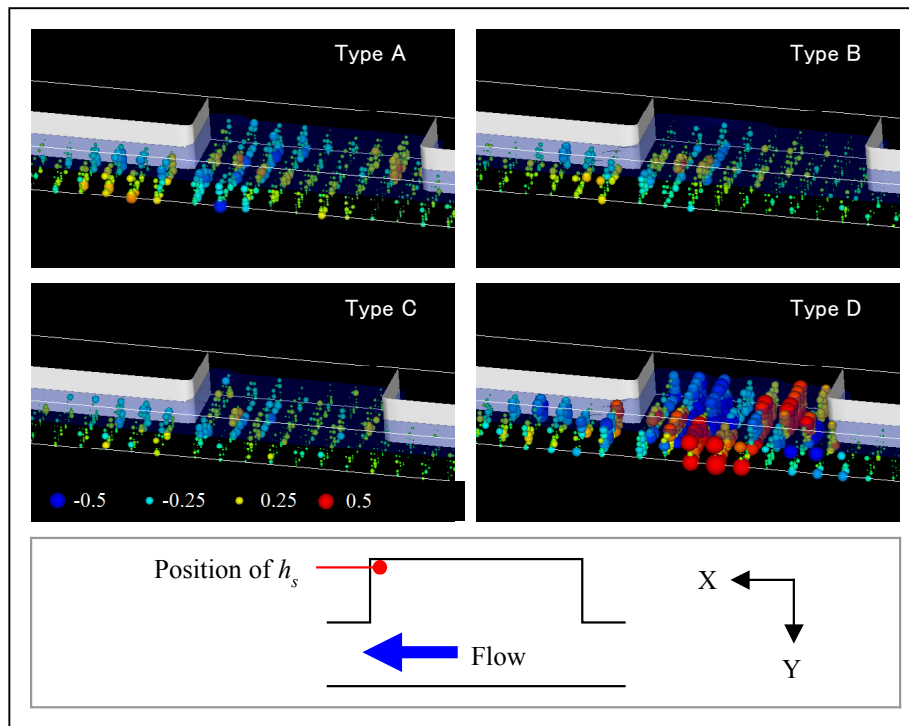 Type A
Type B
Type C
Type D
-0.5 -0.25 0.25 0.5
Position of hₛ
X
Flow
Y